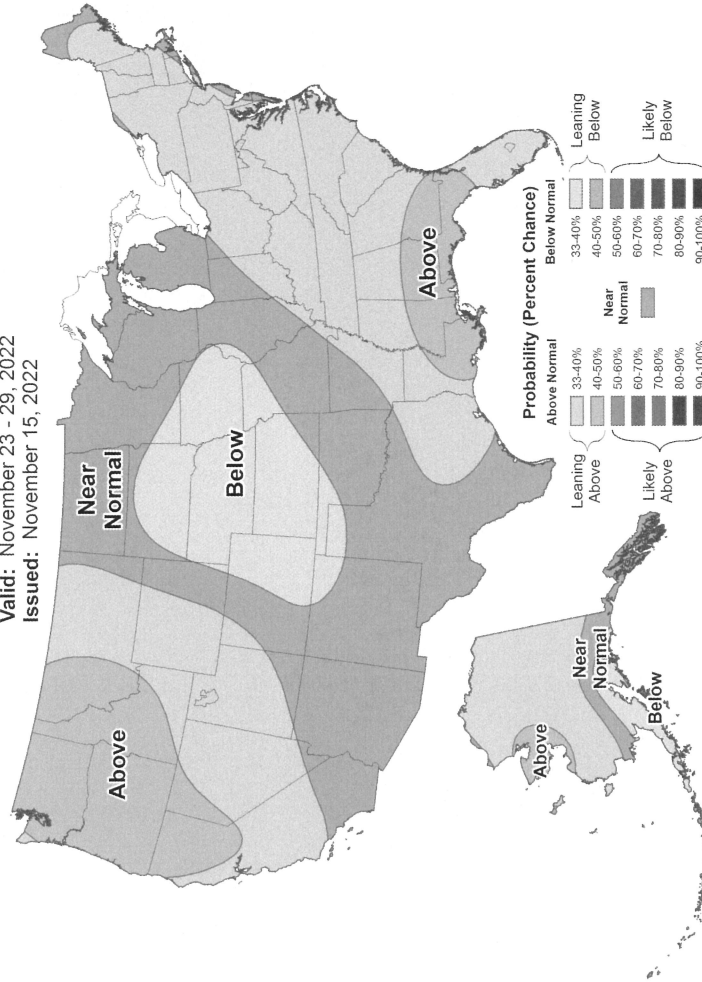 Valid: November 23 - 29, 2022
Issued: November 15, 2022
Near
Normal
Below
Above
Above
Near
Normal
Above
Below
Probability (Percent Chance)
Above Normal
Below Normal
Leaning
Above
33-40%
40-50%
Likely
Above
50-60%
60-70%
70-80%
80-90%
90-100%
Near
Normal
33-40%
40-50%
Leaning
Below
50-60%
60-70%
70-80%
80-90%
90-100%
Likely
Below